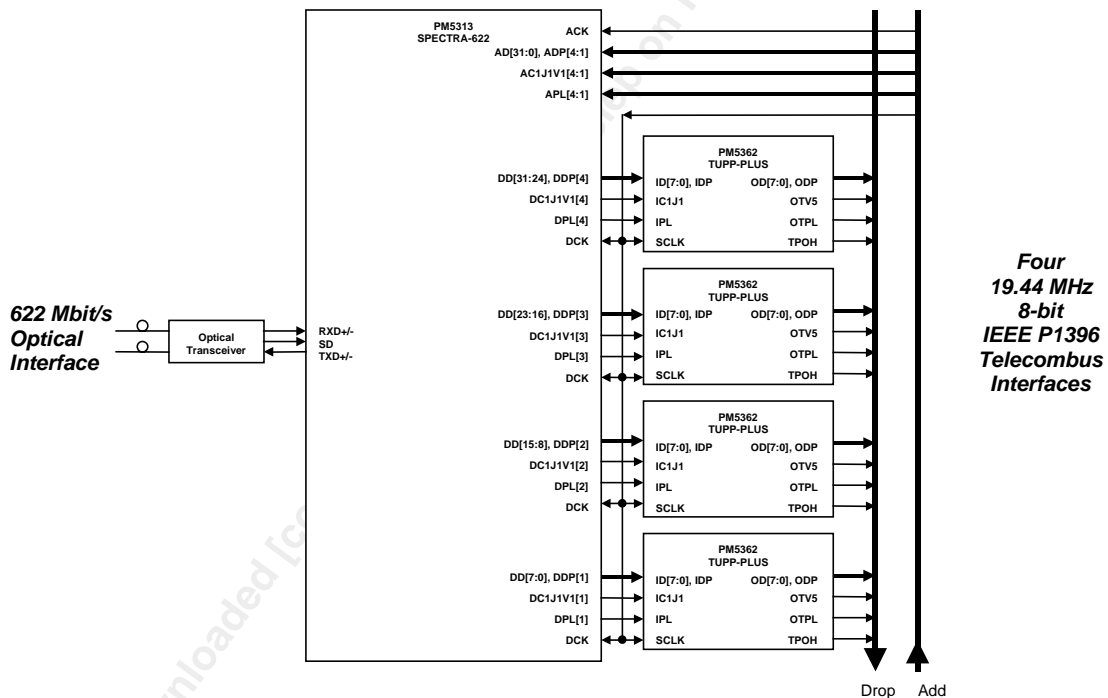 PM5313
SPECTRA-622
ACK
AD[31:0], ADP[4:1]
AC1J1V1[4:1]
APL[4:1]
PM5362
TUPP-PLUS
DD[31:24], DDP[4]
ID[7:0], IDP
OD[7:0], ODP
DC1J1V1[4]
IC1J1
OTV5
DPL[4]
IPL
OTPL
DCK
SCLK
TPOH
PM5362
TUPP-PLUS
DD[23:16], DDP[3]
ID[7:0], IDP
OD[7:0], ODP
DC1J1V1[3]
IC1J1
OTV5
DPL[3]
IPL
OTPL
DCK
SCLK
TPOH
622 Mbit/s
Optical
Interface
Optical
Transceiver
RXD+/-
SD
TXD+/-
Four
19.44 MHz
8-bit
IEEE P1396
Telecombus
Interfaces
PM5362
TUPP-PLUS
DD[15:8], DDP[2]
ID[7:0], IDP
OD[7:0], ODP
DC1J1V1[2]
IC1J1
OTV5
DPL[2]
IPL
OTPL
DCK
SCLK
TPOH
PM5362
TUPP-PLUS
DD[7:0], DDP[1]
ID[7:0], IDP
OD[7:0], ODP
DC1J1V1[1]
IC1J1
OTV5
DPL[1]
IPL
OTPL
DCK
SCLK
TPOH
Drop
Add